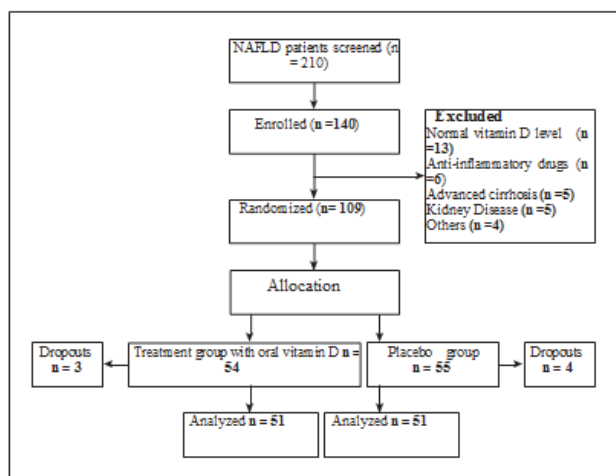 NAFLD patients screened (n
= 210)
Enrolled (n =140)
Excluded
Normal vitamin D level (n
=13)
Anti-inflammatory drugs (n
=6)
Advanced cirrhosis (n =5)
Kidney Disease (n =5)
Others (n =4)
Randomized (n= 109)
Allocation
Dropouts
n = 3
Treatment group with oral vitamin D n =
54
Placebo group
n = 55
Dropouts
n = 4
Analyzed n = 51
Analyzed n = 51